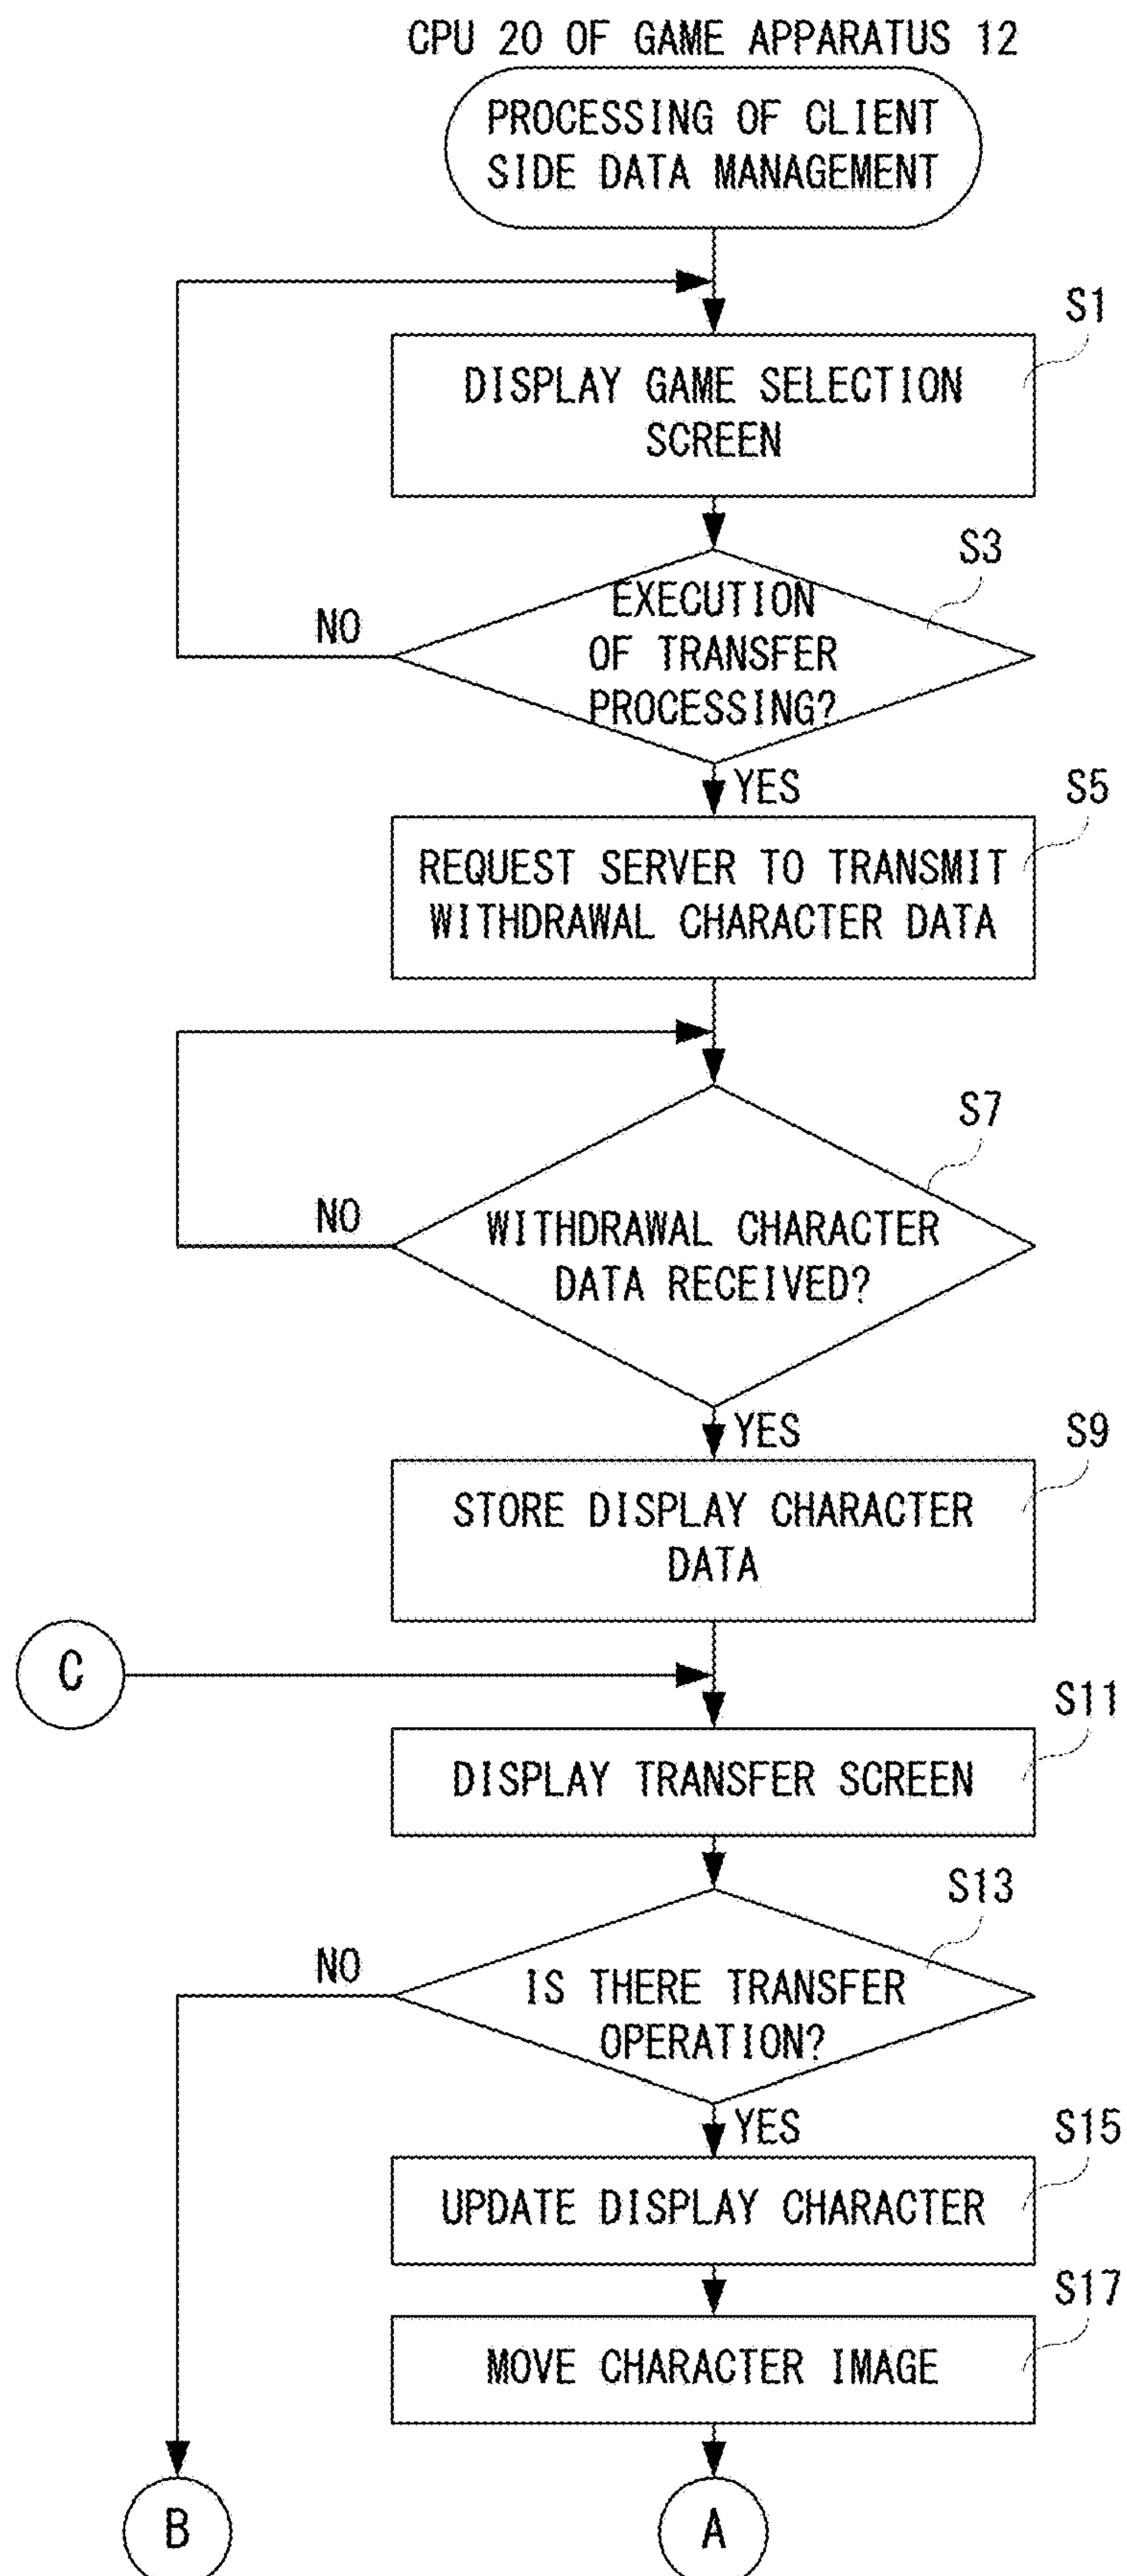 CPU 20 OF GAME APPARATUS 12
PROCESSING OF CLIENT
SIDE DATA MANAGEMENT
S1
DISPLAY GAME SELECTION
SCREEN
S3
EXECUTION
OF TRANSFER
PROCESSING?
NO
YES
S5
REQUEST SERVER TO TRANSMIT
WITHDRAWAL CHARACTER DATA
S7
WITHDRAWAL CHARACTER
DATA RECEIVED?
NO
YES
S9
STORE DISPLAY CHARACTER
DATA
C
S11
DISPLAY TRANSFER SCREEN
S13
NO
IS THERE TRANSFER
OPERATION?
YES
S15
UPDATE DISPLAY CHARACTER
S17
MOVE CHARACTER IMAGE
B
A